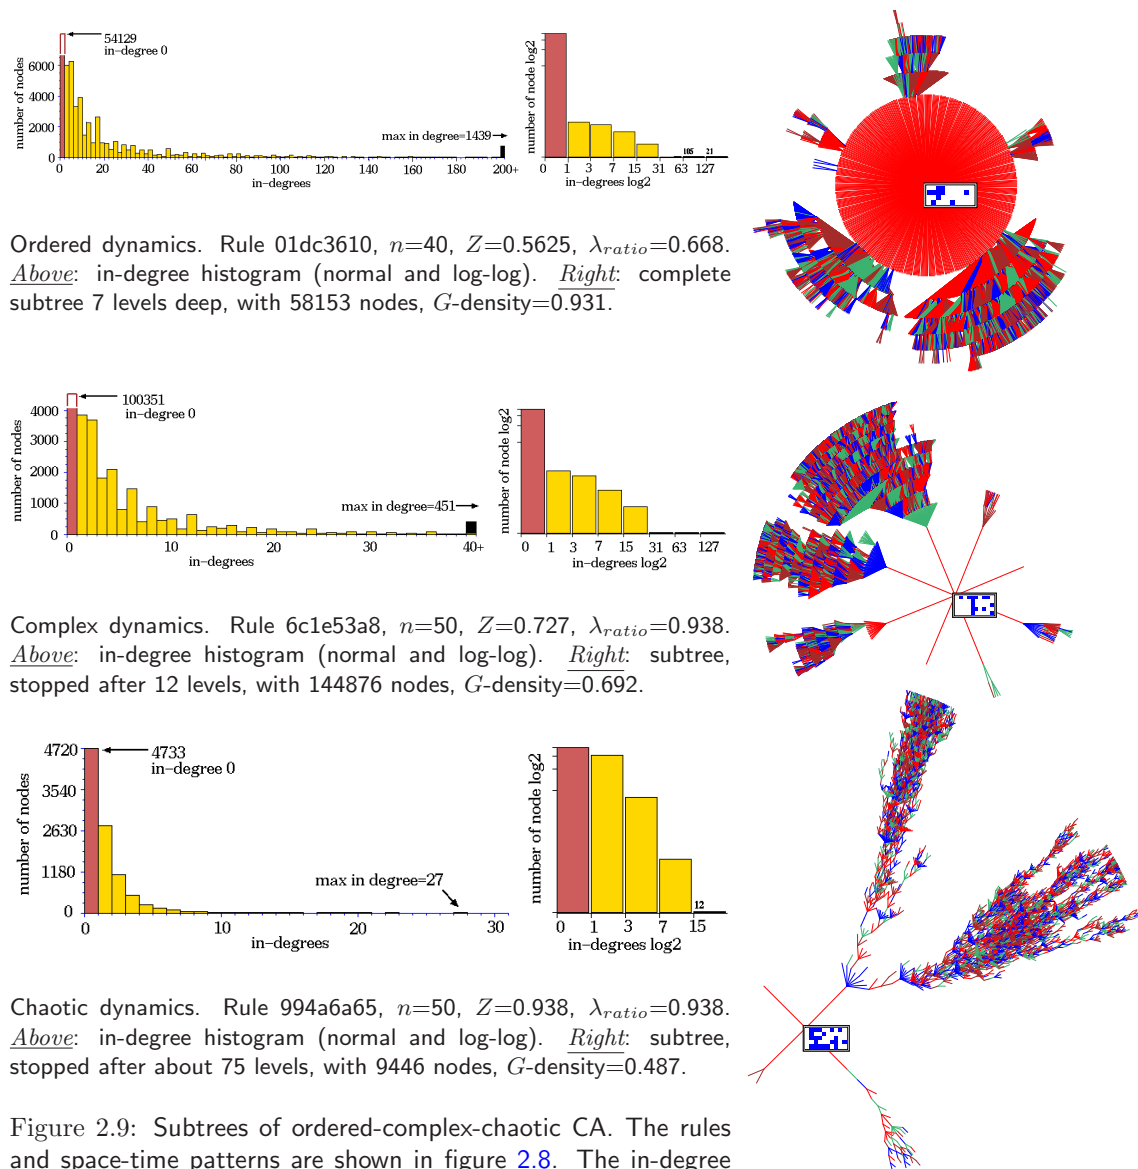 54129
in-degree 0
number of nodes
6000
4000
2000
0
max in degree=1439
0 20 40 60 80 100 120 140 160 180 200+
in-degrees
number of node log2
105 21
0 1 3 7 15 31 63 127
in-degrees log2
Ordered dynamics. Rule 01dc3610, n=40, Z=0.5625, λratio=0.668.
Above: in-degree histogram (normal and log-log). Right: complete
subtree 7 levels deep, with 58153 nodes, G-density=0.931.
100351
in-degree 0
number of nodes
4000
3000
2000
1000
0
max in degree=451
0 10 20 30 40+
in-degrees
number of node log2
0 1 3 7 15 31 63 127
in-degrees log2
Complex dynamics. Rule 6c1e53a8, n=50, Z=0.727, λratio=0.938.
Above: in-degree histogram (normal and log-log). Right: subtree,
stopped after 12 levels, with 144876 nodes, G-density=0.692.
4733
in-degree 0
number of nodes
4720
3540
2630
1180
0
max in degree=27
0 10 20 30
in-degrees
number of node log2
12
0 1 3 7 15
in-degrees log2
Chaotic dynamics. Rule 994a6a65, n=50, Z=0.938, λratio=0.938.
Above: in-degree histogram (normal and log-log). Right: subtree,
stopped after about 75 levels, with 9446 nodes, G-density=0.487.
Figure 2.9: Subtrees of ordered-complex-chaotic CA. The rules
and space-time patterns are shown in figure 2.8. The in-degree